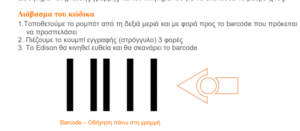 Διάβασμα του κώδικα
1.Τοποθετούμε το ρομπότ από τη δεξιά μεριά και με φορά προς το barcode που πρόκειται
να προσπελάσει
2. Πιέζουμε το κουμπί εγγραφής (στρόγγυλο) 3 φορές
3. Το Edison θα κινηθεί ευθεία και θα σκανάρει το barcode
Barcode – Οδήγηση πάνω στη γραμμή.